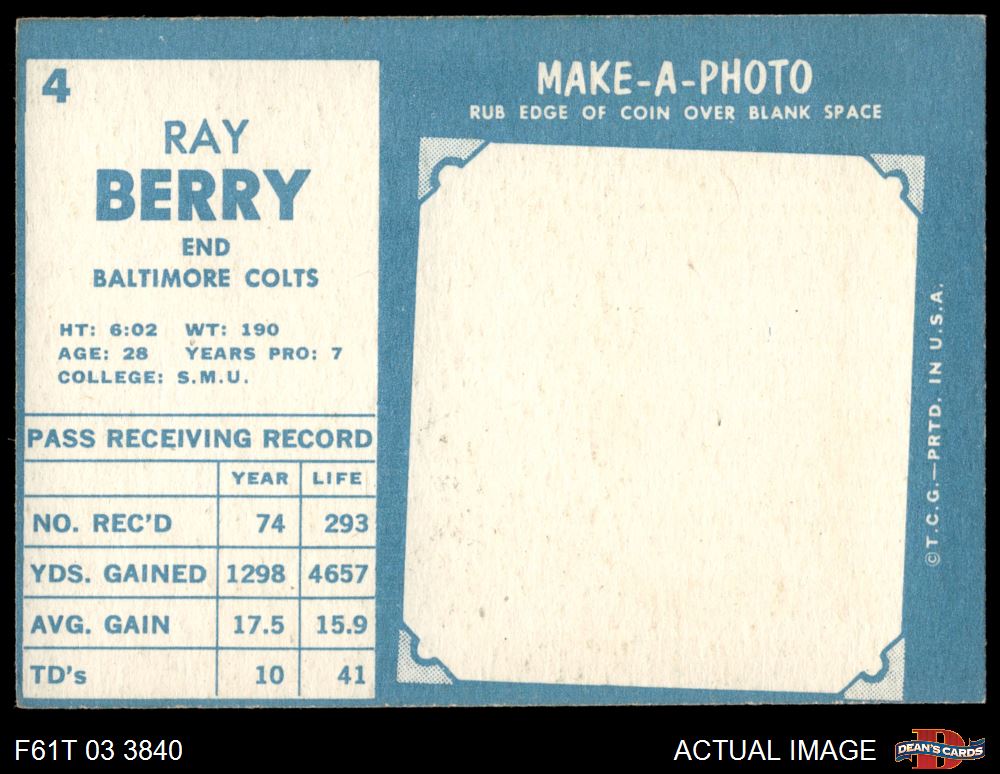 4
RAY
BERRY
END
BALTIMORE COLTS
HT: 6:02 WT: 190
AGE: 28 YEARS PRO: 7
COLLEGE: S.M.U.
PASS RECEIVING RECORD
YEAR LIFE
NO. REC'D 74 293
YDS. GAINED 1298 4657
AVG. GAIN 17.5 15.9
TD's 10 41
MAKE-A-PHOTO
RUB EDGE OF COIN OVER BLANK SPACE
©T.C.G.—PRTD. IN U.S.A.
F61T 03 3840
ACTUAL IMAGE
D
DEAN'S CARDS